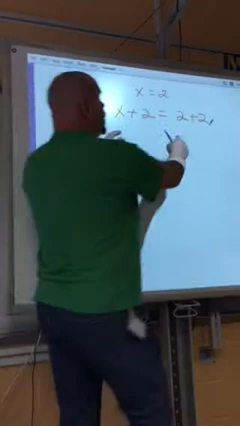 x = 2
x + 2 = 2 + 2,